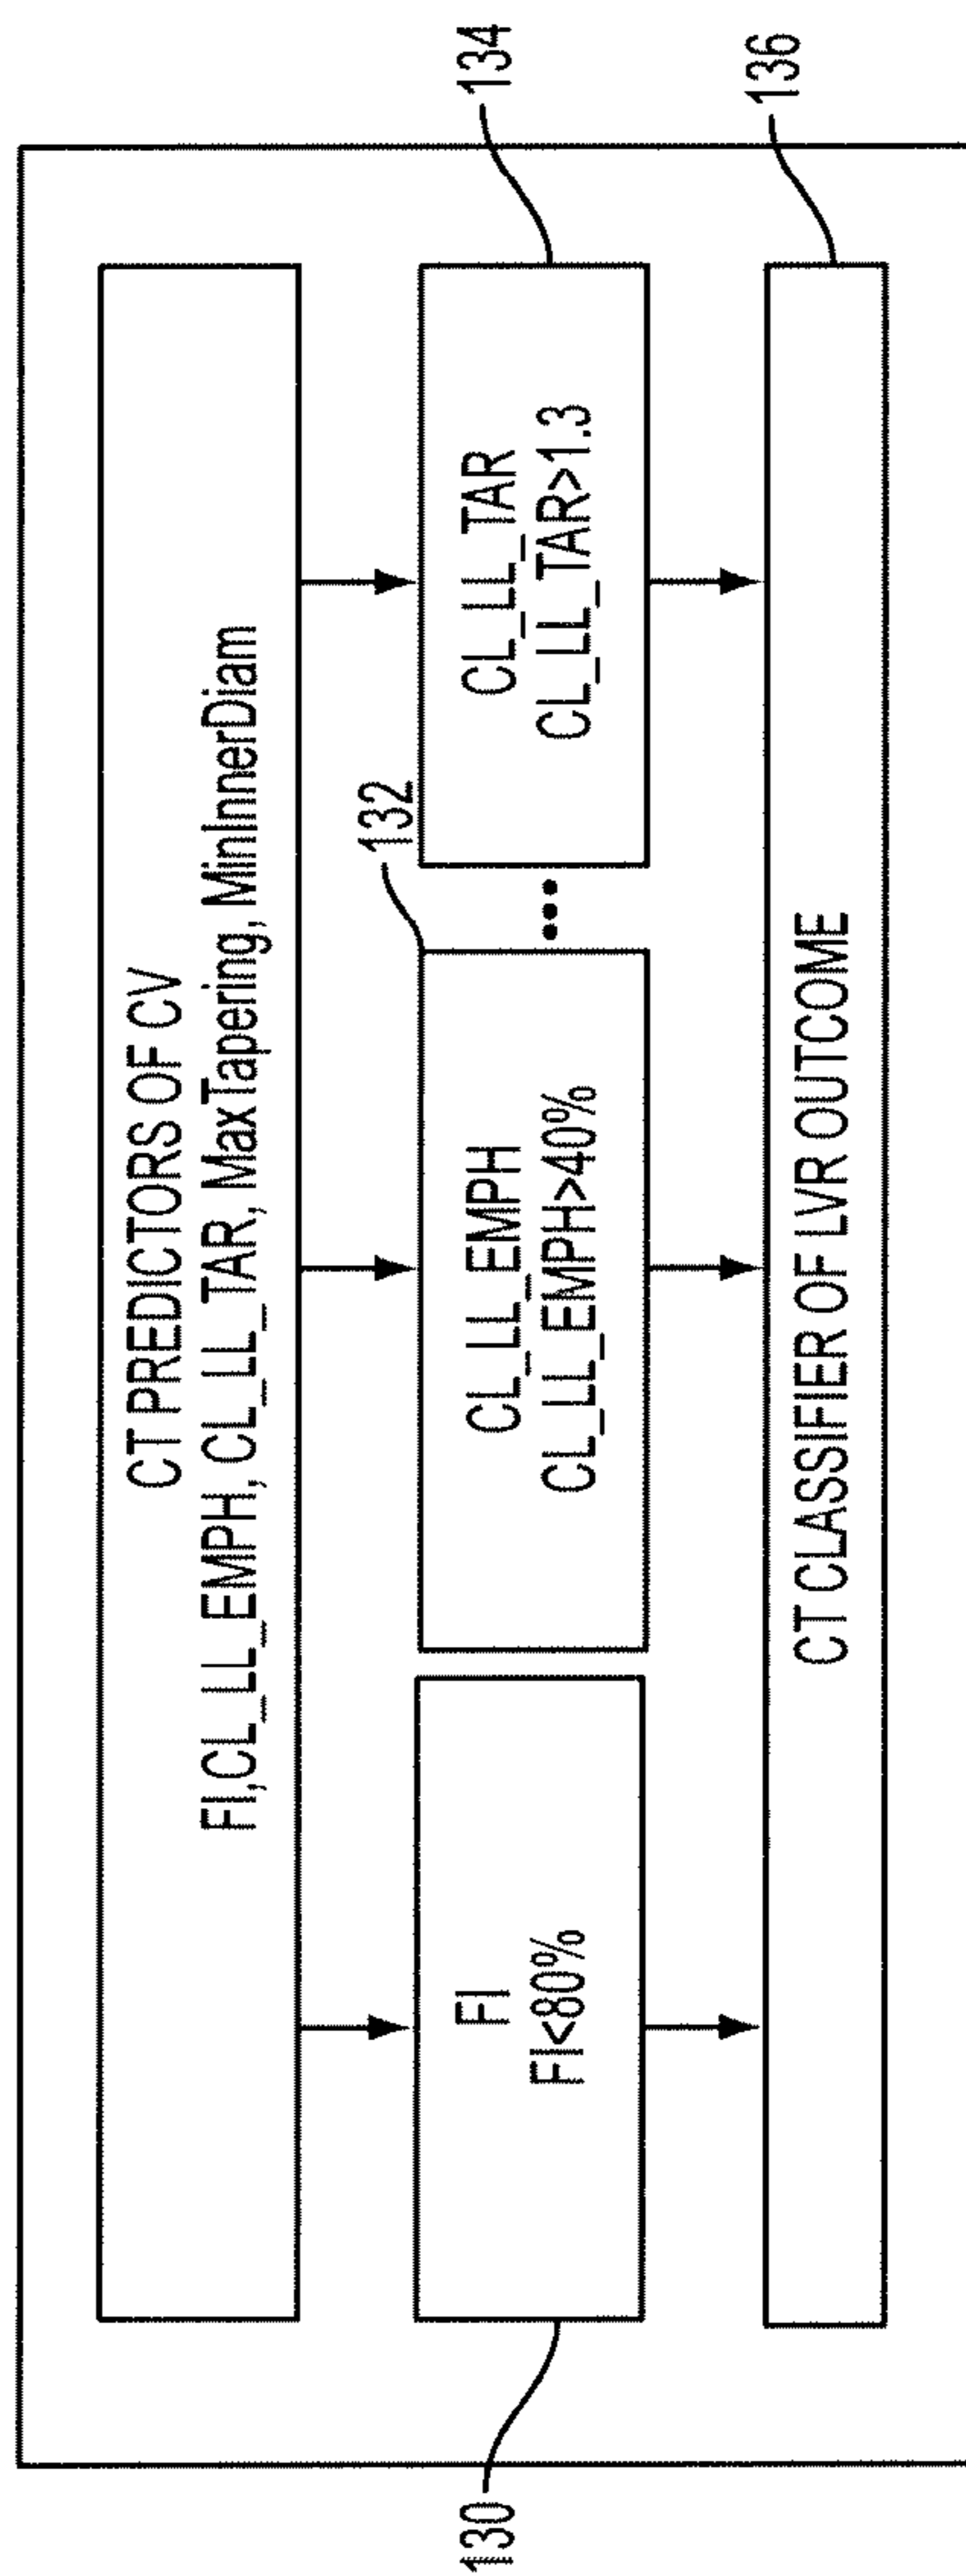 CT PREDICTORS OF CV
FI,CL_LL_EMPH, CL_LL_TAR, MaxTapering, MinInnerDiam
130
FI
FI<80%
132
CL_LL_EMPH
CL_LL_EMPH>40%
...
134
CL_LL_TAR
CL_LL_TAR>1.3
136
CT CLASSIFIER OF LVR OUTCOME